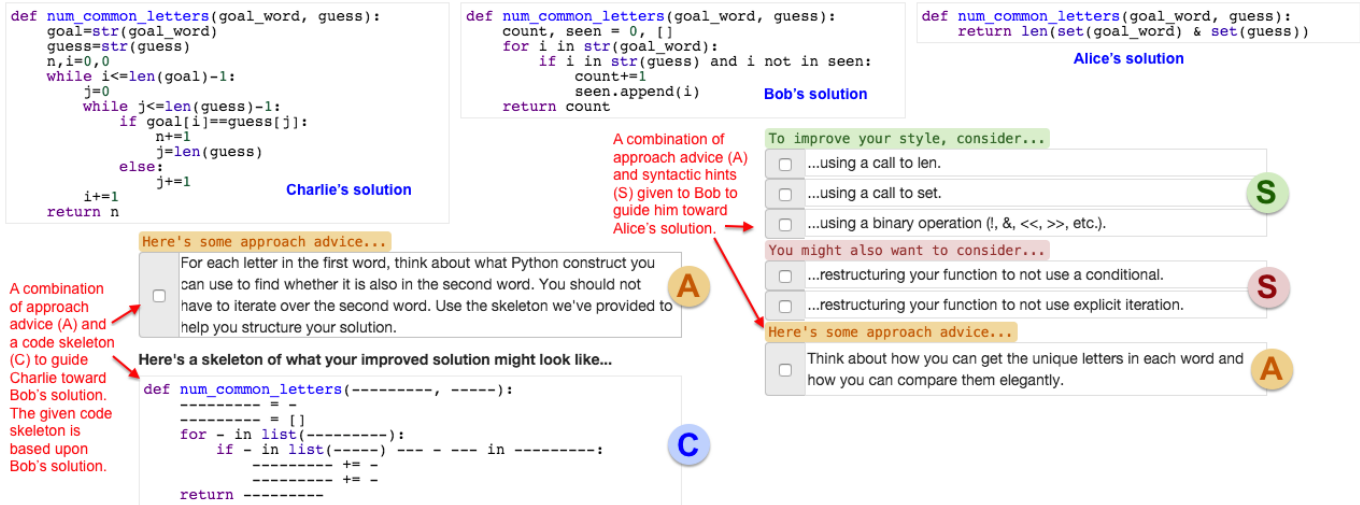 def num_common_letters(goal_word, guess):
    goal=str(goal_word)
    guess=str(guess)
    n,i=0,0
    while i<=len(goal)-1:
        j=0
        while j<=len(guess)-1:
            if goal[i]==guess[j]:
                n+=1
                j=len(guess)
            else:
                j+=1
        i+=1
    return n
Charlie's solution
def num_common_letters(goal_word, guess):
    count, seen = 0, []
    for i in str(goal_word):
        if i in str(guess) and i not in seen:
            count+=1
            seen.append(i)
    return count
Bob's solution
def num_common_letters(goal_word, guess):
    return len(set(goal_word) & set(guess))
Alice's solution
A combination of
approach advice (A)
and syntactic hints
(S) given to Bob to
guide him toward
Alice's solution.
To improve your style, consider...
...using a call to len.
...using a call to set.
...using a binary operation (!, &, <<, >>, etc.).
S
You might also want to consider...
...restructuring your function to not use a conditional.
...restructuring your function to not use explicit iteration.
S
Here's some approach advice...
Think about how you can get the unique letters in each word and
how you can compare them elegantly.
A
A combination
of approach
advice (A) and
a code skeleton
(C) to guide
Charlie toward
Bob's solution.
The given code
skeleton is
based upon
Bob's solution.
Here's some approach advice...
For each letter in the first word, think about what Python construct you
can use to find whether it is also in the second word. You should not
have to iterate over the second word. Use the skeleton we've provided to
help you structure your solution.
A
Here's a skeleton of what your improved solution might look like...
def num_common_letters(---------, -----):
    --------- = -
    --------- = []
    for - in list(---------):
        if - in list(-----) --- - --- in ---------:
            --------- += -
            --------- += -
    return ---------
C